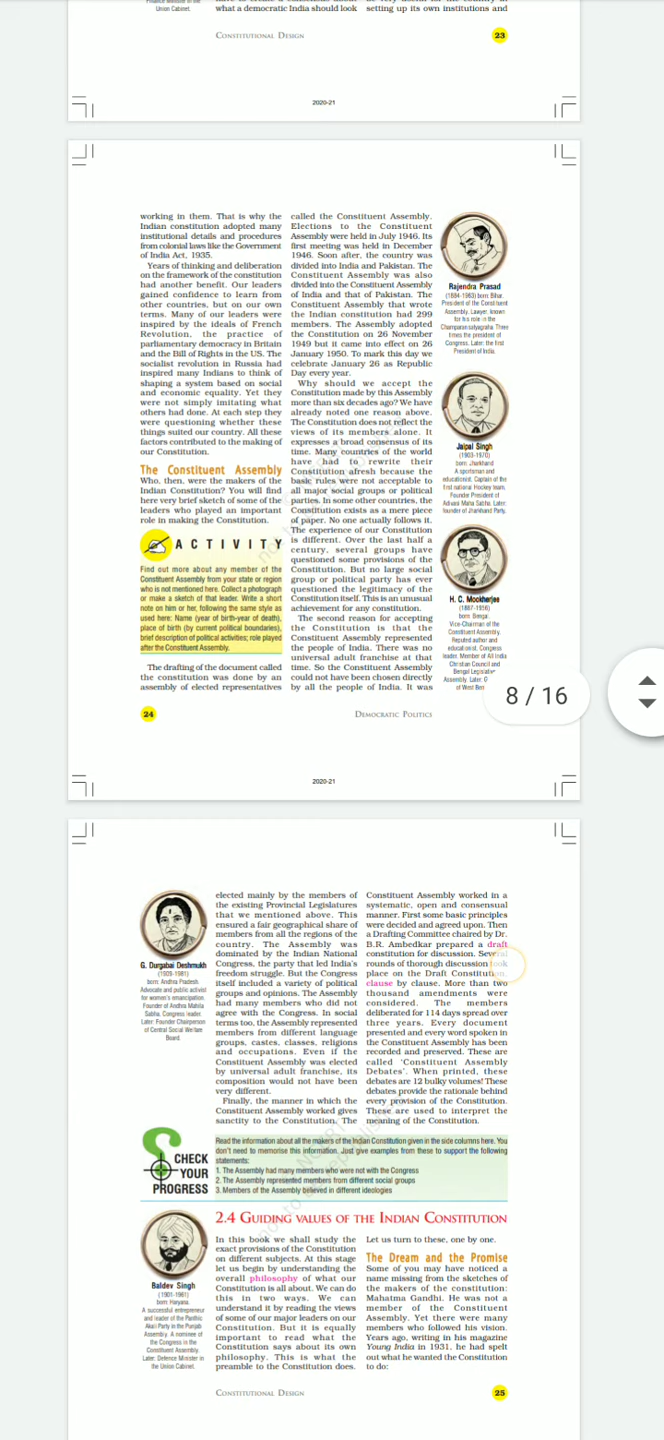 Finance Minister in the
Union Cabinet.
what a democratic India should look
setting up its own institutions and
CONSTITUTIONAL DESIGN
23
2020-21
working in them. That is why the
Indian constitution adopted many
institutional details and procedures
from colonial laws like the Government
of India Act, 1935.
Years of thinking and deliberation
on the framework of the constitution
had another benefit. Our leaders
gained confidence to learn from
other countries, but on our own
terms. Many of our leaders were
inspired by the ideals of French
Revolution, the practice of
parliamentary democracy in Britain
and the Bill of Rights in the US. The
socialist revolution in Russia had
inspired many Indians to think of
shaping a system based on social
and economic equality. Yet they
were not simply imitating what
others had done. At each step they
were questioning whether these
things suited our country. All these
factors contributed to the making of
our Constitution.
The Constituent Assembly
Who, then, were the makers of the
Indian Constitution? You will find
here very brief sketch of some of the
leaders who played an important
role in making the Constitution.
ACTIVITY
Find out more about any member of the
Constituent Assembly from your state or region
who is not mentioned here. Collect a photograph
or make a sketch of that leader. Write a short
note on him or her, following the same style as
used here: Name (year of birth-year of death),
place of birth (by current political boundaries),
brief description of political activities; role played
after the Constituent Assembly.
The drafting of the document called
the constitution was done by an
assembly of elected representatives
called the Constituent Assembly.
Elections to the Constituent
Assembly were held in July 1946. Its
first meeting was held in December
1946. Soon after, the country was
divided into India and Pakistan. The
Constituent Assembly was also
divided into the Constituent Assembly
of India and that of Pakistan. The
Constituent Assembly that wrote
the Indian constitution had 299
members. The Assembly adopted
the Constitution on 26 November
1949 but it came into effect on 26
January 1950. To mark this day we
celebrate January 26 as Republic
Day every year.
Why should we accept the
Constitution made by this Assembly
more than six decades ago? We have
already noted one reason above.
The Constitution does not reflect the
views of its members alone. It
expresses a broad consensus of its
time. Many countries of the world
have had to rewrite their
Constitution afresh because the
basic rules were not acceptable to
all major social groups or political
parties. In some other countries, the
Constitution exists as a mere piece
of paper. No one actually follows it.
The experience of our Constitution
is different. Over the last half a
century, several groups have
questioned some provisions of the
Constitution. But no large social
group or political party has ever
questioned the legitimacy of the
Constitution itself. This is an unusual
achievement for any constitution.
The second reason for accepting
the Constitution is that the
Constituent Assembly represented
the people of India. There was no
universal adult franchise at that
time. So the Constituent Assembly
could not have been chosen directly
by all the people of India. It was
Rajendra Prasad
(1884-1963) born: Bihar.
President of the Constituent
Assembly. Lawyer, known
for his role in the
Champaran satyagraha. Three
times the president of
Congress. Later: the first
President of India.
Jaipal Singh
(1903-1970)
born: Jharkhand
A sportsman and
educationist. Captain of the
first national Hockey team.
Founder President of
Adivasi Maha Sabha. Later:
founder of Jharkhand Party.
H. C. Mookherjee
(1887-1956)
born: Bengal.
Vice-Chairman of the
Constituent Assembly.
Reputed author and
educationist. Congress
leader. Member of All India
Christian Council and
Bengal Legislative
Assembly. Later:
of West
24
DEMOCRATIC POLITICS
8 / 16
2020-21
G. Durgabai Deshmukh
(1909-1981)
born: Andhra Pradesh.
Advocate and public activist
for women's emancipation.
Founder of Andhra Mahila
Sabha. Congress leader.
Later: Founder Chairperson
of Central Social Welfare
Board.
elected mainly by the members of
the existing Provincial Legislatures
that we mentioned above. This
ensured a fair geographical share of
members from all the regions of the
country. The Assembly was
dominated by the Indian National
Congress, the party that led India's
freedom struggle. But the Congress
itself included a variety of political
groups and opinions. The Assembly
had many members who did not
agree with the Congress. In social
terms too, the Assembly represented
members from different language
groups, castes, classes, religions
and occupations. Even if the
Constituent Assembly was elected
by universal adult franchise, its
composition would not have been
very different.
Finally, the manner in which the
Constituent Assembly worked gives
sanctity to the Constitution. The
Constituent Assembly worked in a
systematic, open and consensual
manner. First some basic principles
were decided and agreed upon. Then
a Drafting Committee chaired by Dr.
B.R. Ambedkar prepared a draft
constitution for discussion. Several
rounds of thorough discussion took
place on the Draft Constitution,
clause by clause. More than two
thousand amendments were
considered. The members
deliberated for 114 days spread over
three years. Every document
presented and every word spoken in
the Constituent Assembly has been
recorded and preserved. These are
called 'Constituent Assembly
Debates'. When printed, these
debates are 12 bulky volumes! These
debates provide the rationale behind
every provision of the Constitution.
These are used to interpret the
meaning of the Constitution.
CHECK
YOUR
PROGRESS
Read the information about all the makers of the Indian Constitution given in the side columns here. You
don't need to memorise this information. Just give examples from these to support the following
statements:
1. The Assembly had many members who were not with the Congress
2. The Assembly represented members from different social groups
3. Members of the Assembly believed in different ideologies
2.4 GUIDING VALUES OF THE INDIAN CONSTITUTION
Baldev Singh
(1901-1961)
born: Haryana.
A successful entrepreneur
and leader of the Panthic
Akali Party in the Punjab
Assembly. A nominee of
the Congress in the
Constituent Assembly.
Later: Defence Minister in
the Union Cabinet.
In this book we shall study the
exact provisions of the Constitution
on different subjects. At this stage
let us begin by understanding the
overall philosophy of what our
Constitution is all about. We can do
this in two ways. We can
understand it by reading the views
of some of our major leaders on our
Constitution. But it is equally
important to read what the
Constitution says about its own
philosophy. This is what the
preamble to the Constitution does.
Let us turn to these, one by one.
The Dream and the Promise
Some of you may have noticed a
name missing from the sketches of
the makers of the constitution:
Mahatma Gandhi. He was not a
member of the Constituent
Assembly. Yet there were many
members who followed his vision.
Years ago, writing in his magazine
Young India in 1931, he had spelt
out what he wanted the Constitution
to do:
CONSTITUTIONAL DESIGN
25